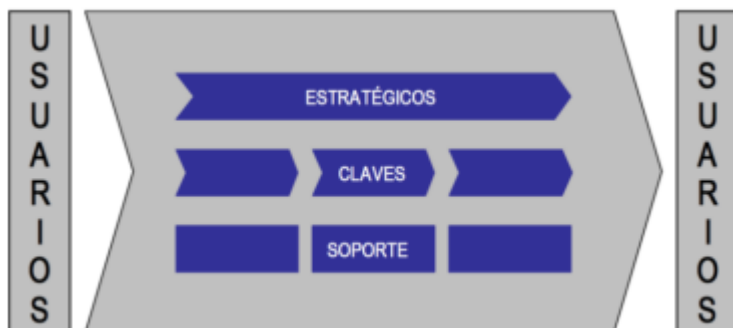 USUARIOS
ESTRATÉGICOS
CLAVES
SOPORTE
USUARIOS